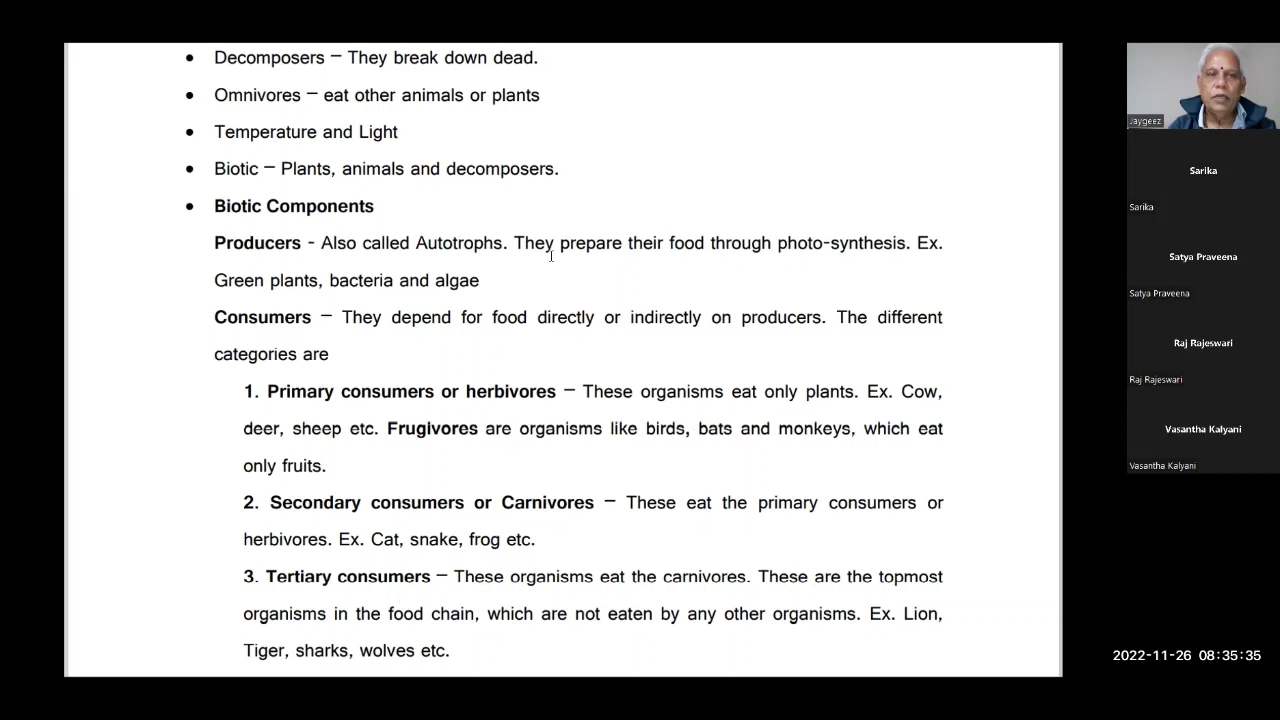 • Decomposers – They break down dead.
• Omnivores – eat other animals or plants
• Temperature and Light
• Biotic – Plants, animals and decomposers.
• Biotic Components
Producers - Also called Autotrophs. They prepare their food through photo-synthesis. Ex.
Green plants, bacteria and algae
Consumers – They depend for food directly or indirectly on producers. The different
categories are
1. Primary consumers or herbivores – These organisms eat only plants. Ex. Cow,
deer, sheep etc. Frugivores are organisms like birds, bats and monkeys, which eat
only fruits.
2. Secondary consumers or Carnivores – These eat the primary consumers or
herbivores. Ex. Cat, snake, frog etc.
3. Tertiary consumers – These organisms eat the carnivores. These are the topmost
organisms in the food chain, which are not eaten by any other organisms. Ex. Lion,
Tiger, sharks, wolves etc.
Jaygeez
Sarika
Sarika
Satya Praveena
Satya Praveena
Raj Rajeswari
Raj Rajeswari
Vasantha Kalyani
Vasantha Kalyani
2022-11-26 08:35:35